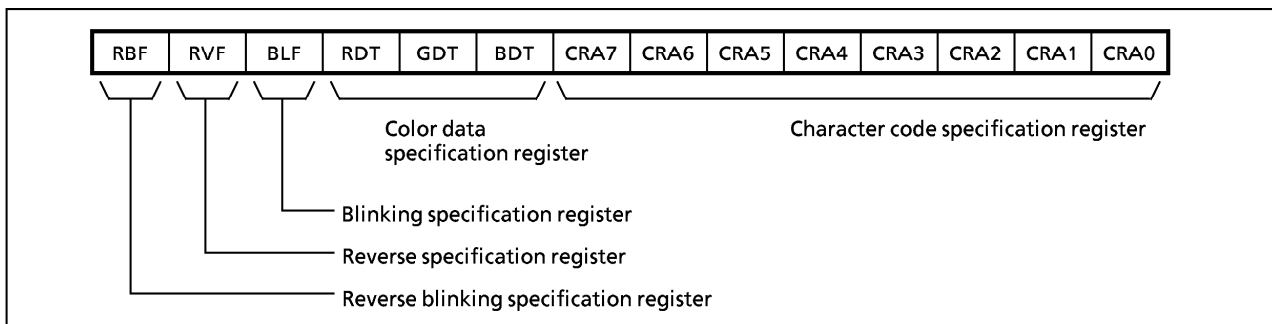 RBF RVF BLF RDT GDT BDT CRA7 CRA6 CRA5 CRA4 CRA3 CRA2 CRA1 CRA0
Color data
specification register
Character code specification register
Blinking specification register
Reverse specification register
Reverse blinking specification register